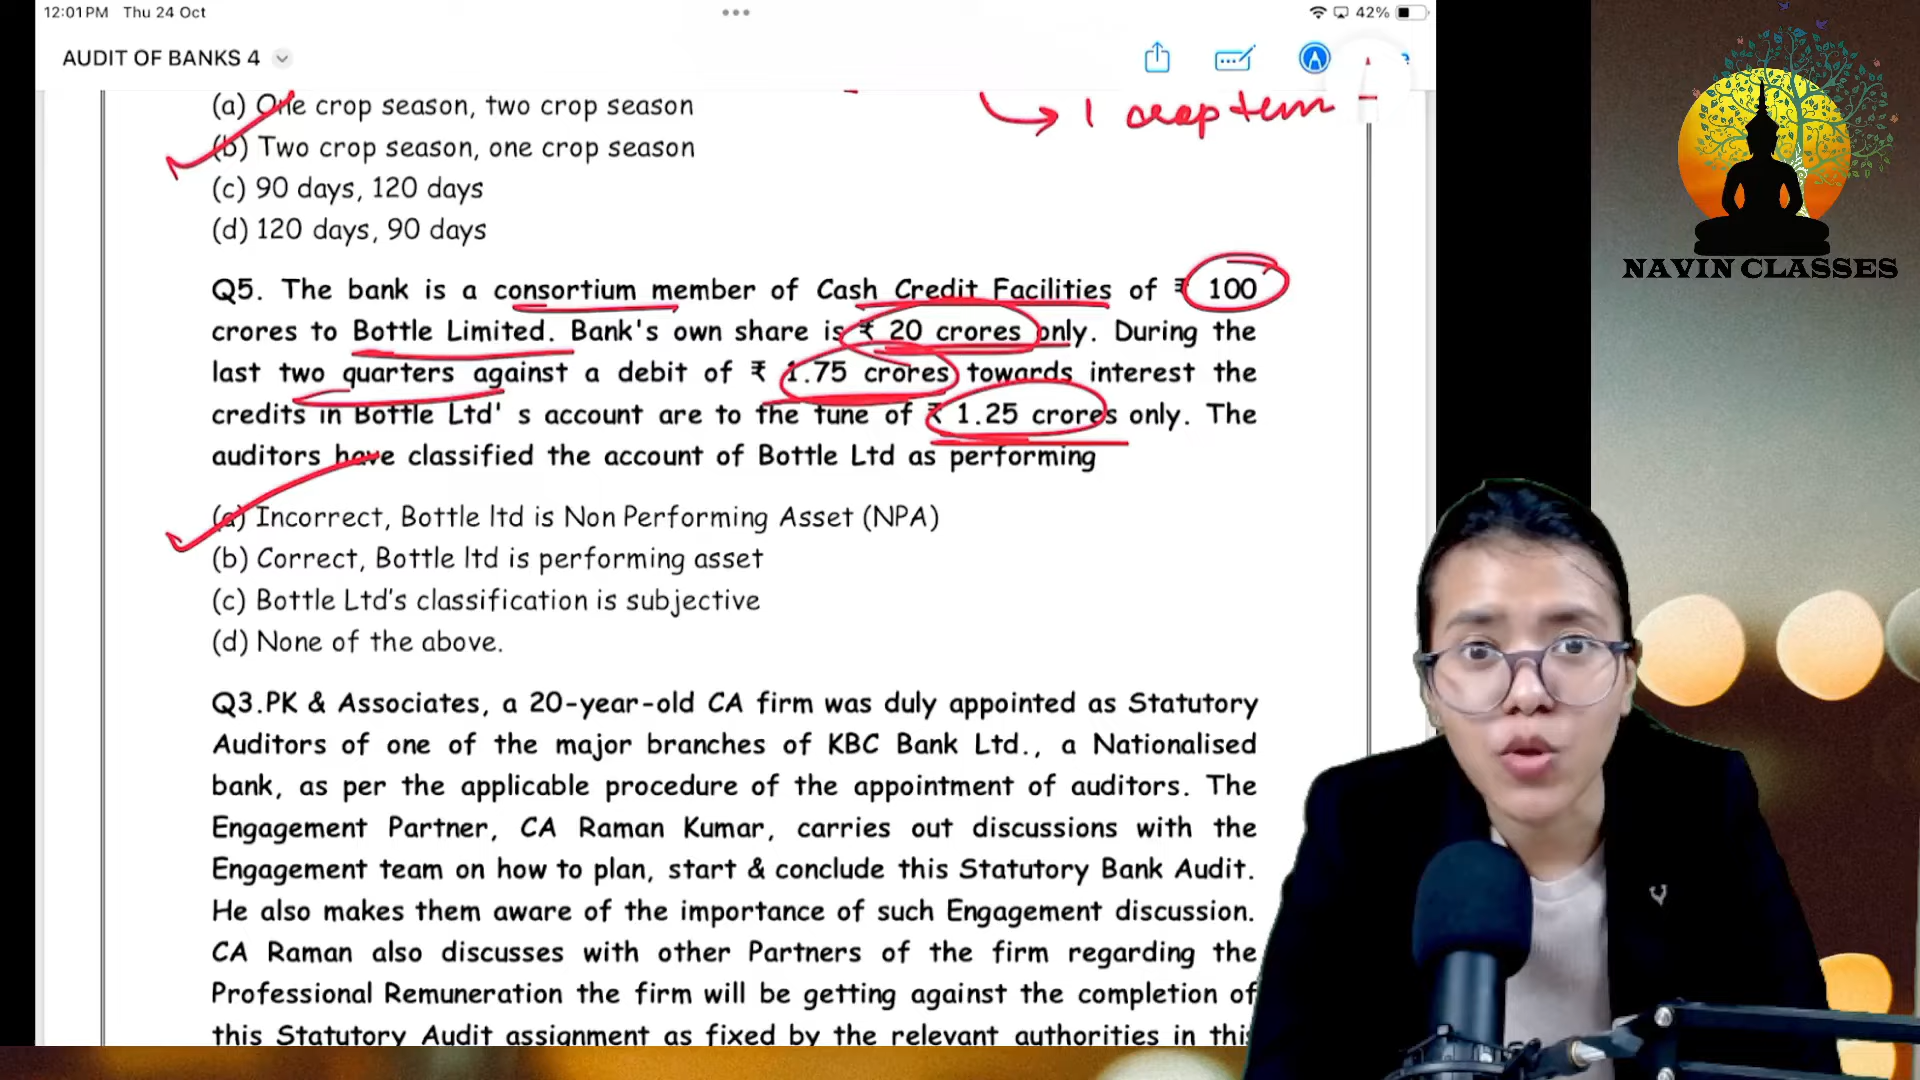 12:01 PM Thu 24 Oct
42%
AUDIT OF BANKS 4
(a) One crop season, two crop season
→ 1 crop term
(b) Two crop season, one crop season
(c) 90 days, 120 days
(d) 120 days, 90 days
Q5. The bank is a consortium member of Cash Credit Facilities of ₹ 100
crores to Bottle Limited. Bank's own share is ₹ 20 crores only. During the
last two quarters against a debit of ₹ 1.75 crores towards interest the
credits in Bottle Ltd' s account are to the tune of ₹ 1.25 crores only. The
auditors have classified the account of Bottle Ltd as performing
(a) Incorrect, Bottle ltd is Non Performing Asset (NPA)
(b) Correct, Bottle ltd is performing asset
(c) Bottle Ltd's classification is subjective
(d) None of the above.
Q3.PK & Associates, a 20-year-old CA firm was duly appointed as Statutory
Auditors of one of the major branches of KBC Bank Ltd., a Nationalised
bank, as per the applicable procedure of the appointment of auditors. The
Engagement Partner, CA Raman Kumar, carries out discussions with the
Engagement team on how to plan, start & conclude this Statutory Bank Audit.
He also makes them aware of the importance of such Engagement discussion.
CA Raman also discusses with other Partners of the firm regarding the
Professional Remuneration the firm will be getting against the completion of
this Statutory Audit assignment as fixed by the relevant authorities in this
NAVIN CLASSES